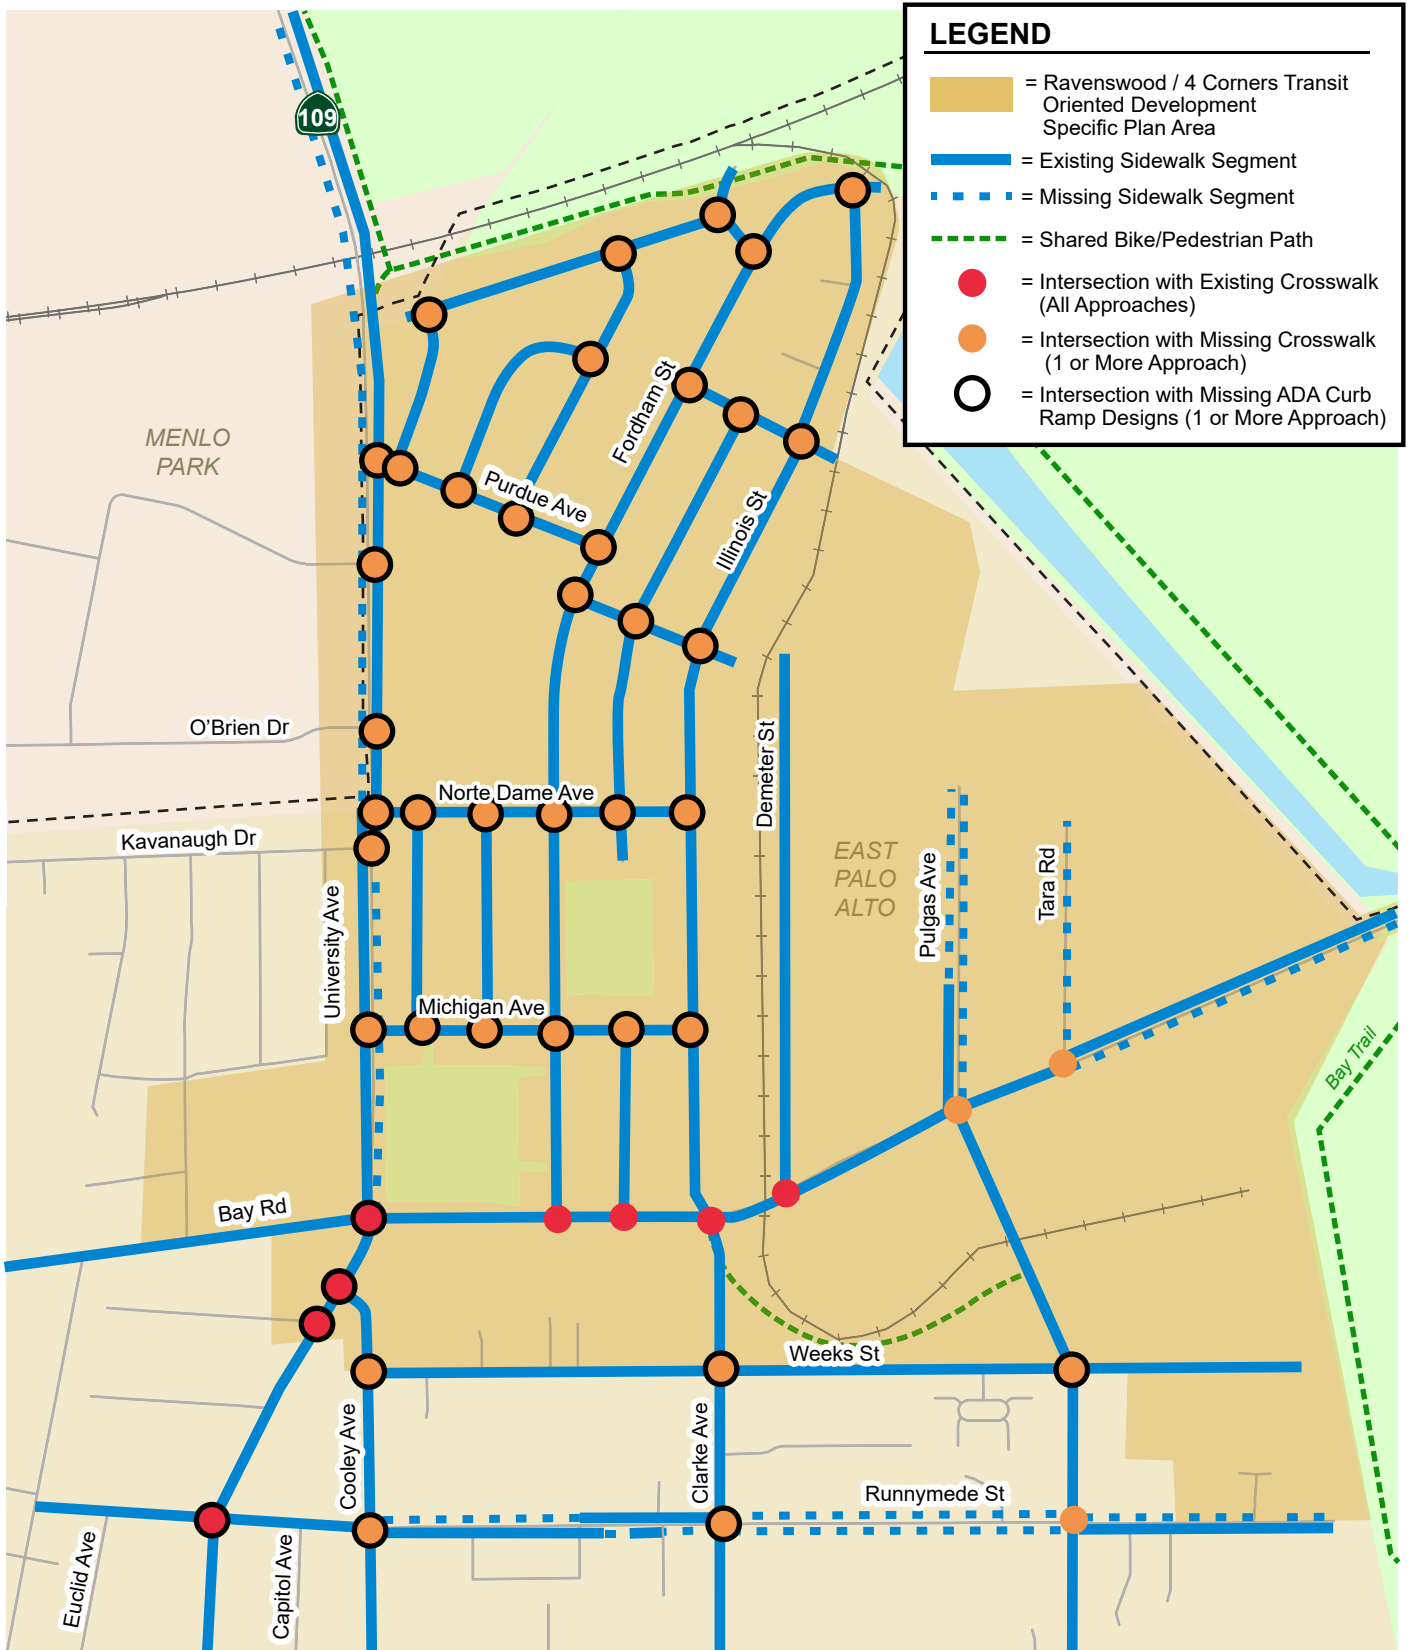 LEGEND
= Ravenswood / 4 Corners Transit
Oriented Development
Specific Plan Area
= Existing Sidewalk Segment
= Missing Sidewalk Segment
= Shared Bike/Pedestrian Path
= Intersection with Existing Crosswalk
(All Approaches)
= Intersection with Missing Crosswalk
(1 or More Approach)
= Intersection with Missing ADA Curb
Ramp Designs (1 or More Approach)
109
MENLO
PARK
Fordham St
Purdue Ave
Illinois St
O'Brien Dr
Demeter St
Norte Dame Ave
Kavanaugh Dr
EAST
PALO
ALTO
Pulgas Ave
Tara Rd
University Ave
Michigan Ave
Bay Trail
Bay Rd
Weeks St
Cooley Ave
Clarke Ave
Runnymede St
Euclid Ave
Capitol Ave